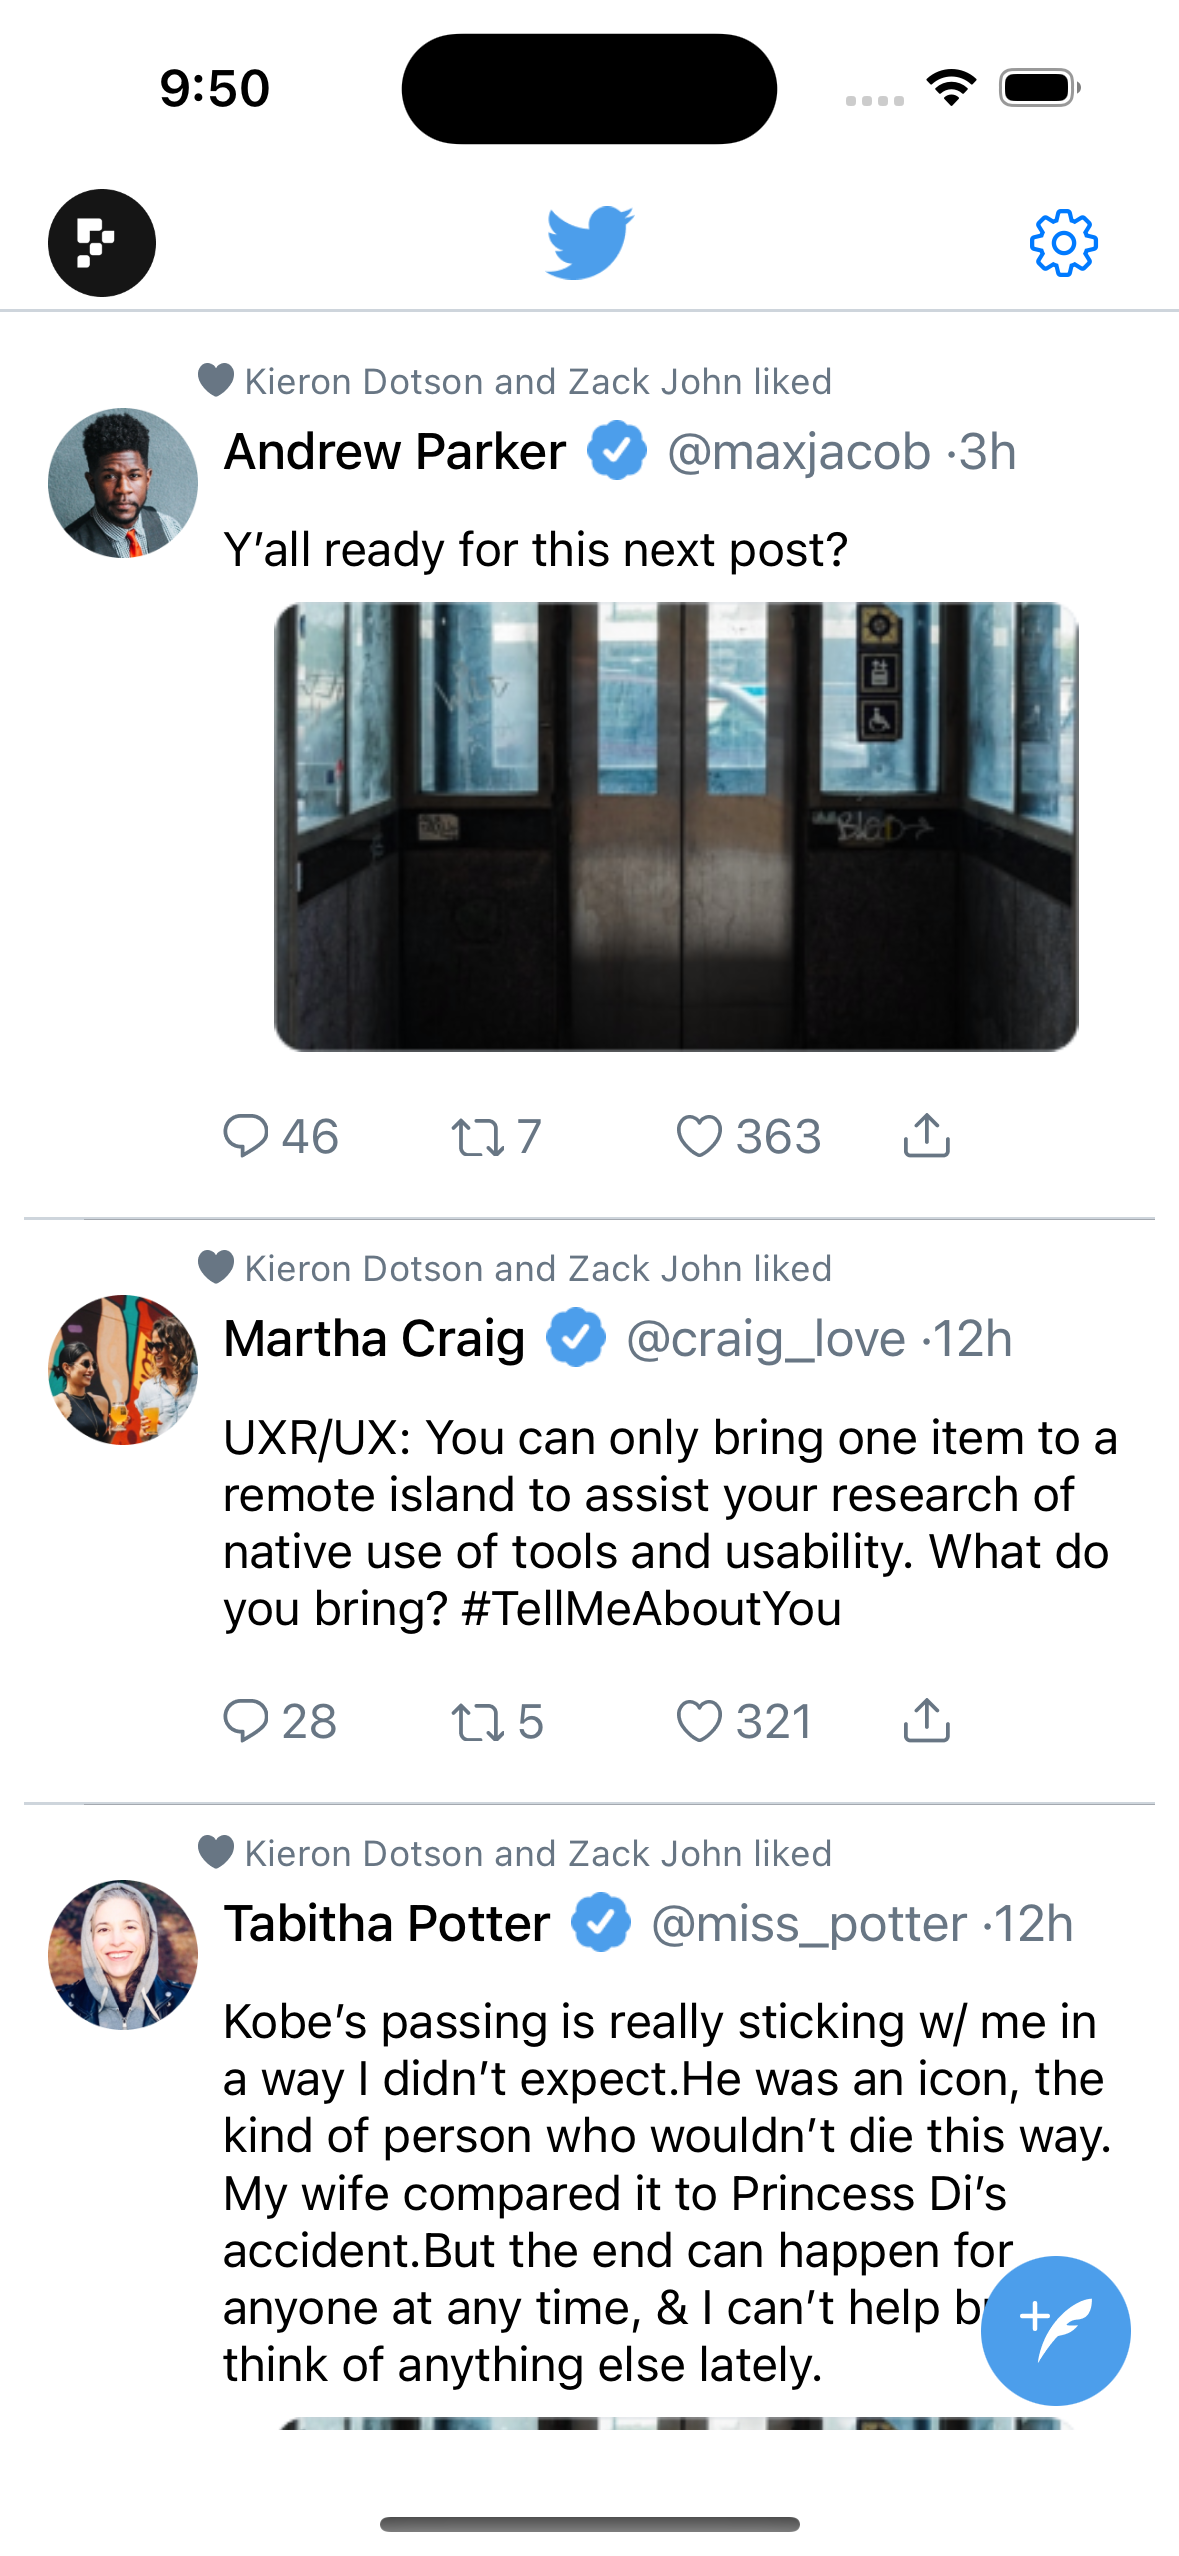 9:50
Kieron Dotson and Zack John liked
Andrew Parker @maxjacob ·3h
Y’all ready for this next post?
46 7 363
Kieron Dotson and Zack John liked
Martha Craig @craig_love ·12h
UXR/UX: You can only bring one item to a
remote island to assist your research of
native use of tools and usability. What do
you bring? #TellMeAboutYou
28 5 321
Kieron Dotson and Zack John liked
Tabitha Potter @miss_potter ·12h
Kobe’s passing is really sticking w/ me in
a way I didn’t expect.He was an icon, the
kind of person who wouldn’t die this way.
My wife compared it to Princess Di’s
accident.But the end can happen for
anyone at any time, & I can’t help
think of anything else lately.